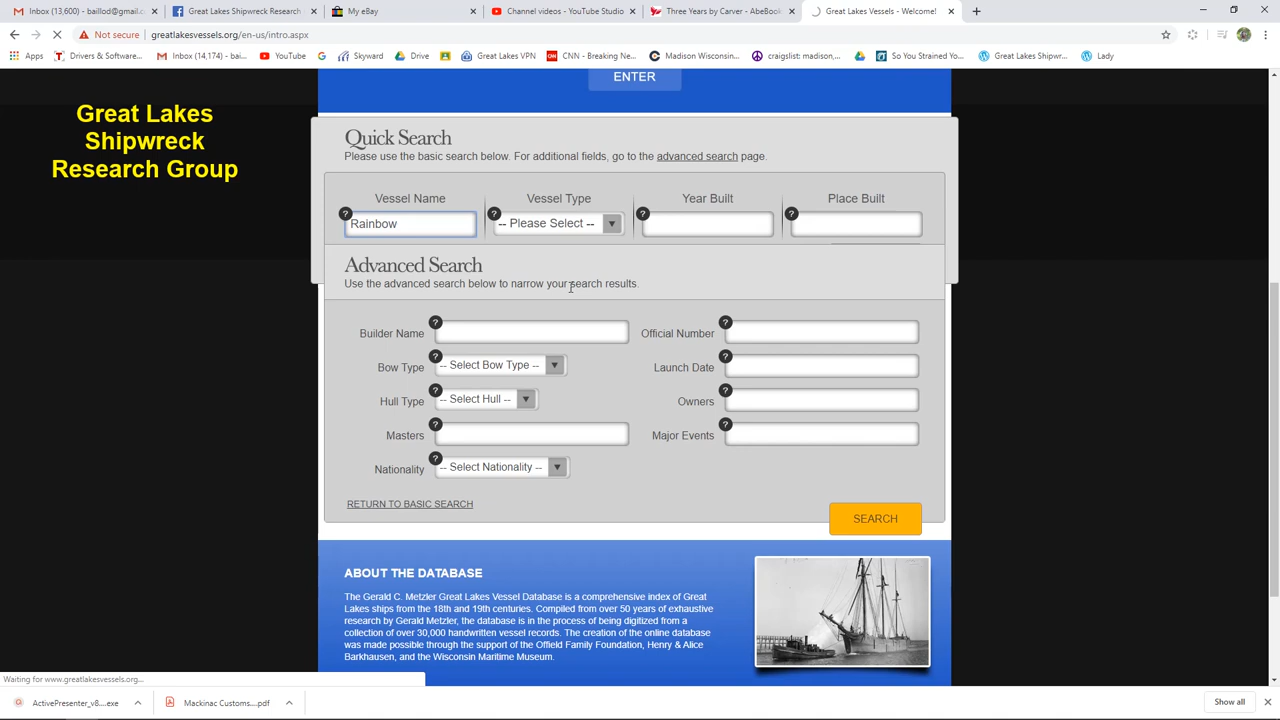 Inbox (13,600) - baillod@gmail.c
Great Lakes Shipwreck Research
My eBay
Channel videos - YouTube Studio
Three Years by Carver - AbeBook
Great Lakes Vessels - Welcome!
Not secure
greatlakesvessels.org/en-us/intro.aspx
Drivers & Software...
Inbox (14,174) - bai...
YouTube
Skyward
Drive
Great Lakes VPN
CNN - Breaking Ne...
Madison Wisconsin...
craigslist: madison,...
So You Strained You...
Great Lakes Shipwr...
Lady
ENTER
Great Lakes
Shipwreck
Research Group
Quick Search
Please use the basic search below. For additional fields, go to the advanced search page.
Vessel Name
Vessel Type
Year Built
Place Built
?
?
?
?
Rainbow
-- Please Select --
Advanced Search
Use the advanced search below to narrow your search results.
?
?
Builder Name
Official Number
?
?
Bow Type
-- Select Bow Type --
Launch Date
?
?
Hull Type
-- Select Hull --
Owners
?
?
Masters
Major Events
?
Nationality
-- Select Nationality --
RETURN TO BASIC SEARCH
SEARCH
ABOUT THE DATABASE
The Gerald C. Metzler Great Lakes Vessel Database is a comprehensive index of Great
Lakes ships from the 18th and 19th centuries. Compiled from over 50 years of exhaustive
research by Gerald Metzler, the database is in the process of being digitized from a
collection of over 30,000 handwritten vessel records. The creation of the online database
was made possible through the support of the Offield Family Foundation, Henry & Alice
Barkhausen, and the Wisconsin Maritime Museum.
Waiting for www.greatlakesvessels.org...
ActivePresenter_v8....exe
Mackinac Customs....pdf
Show all